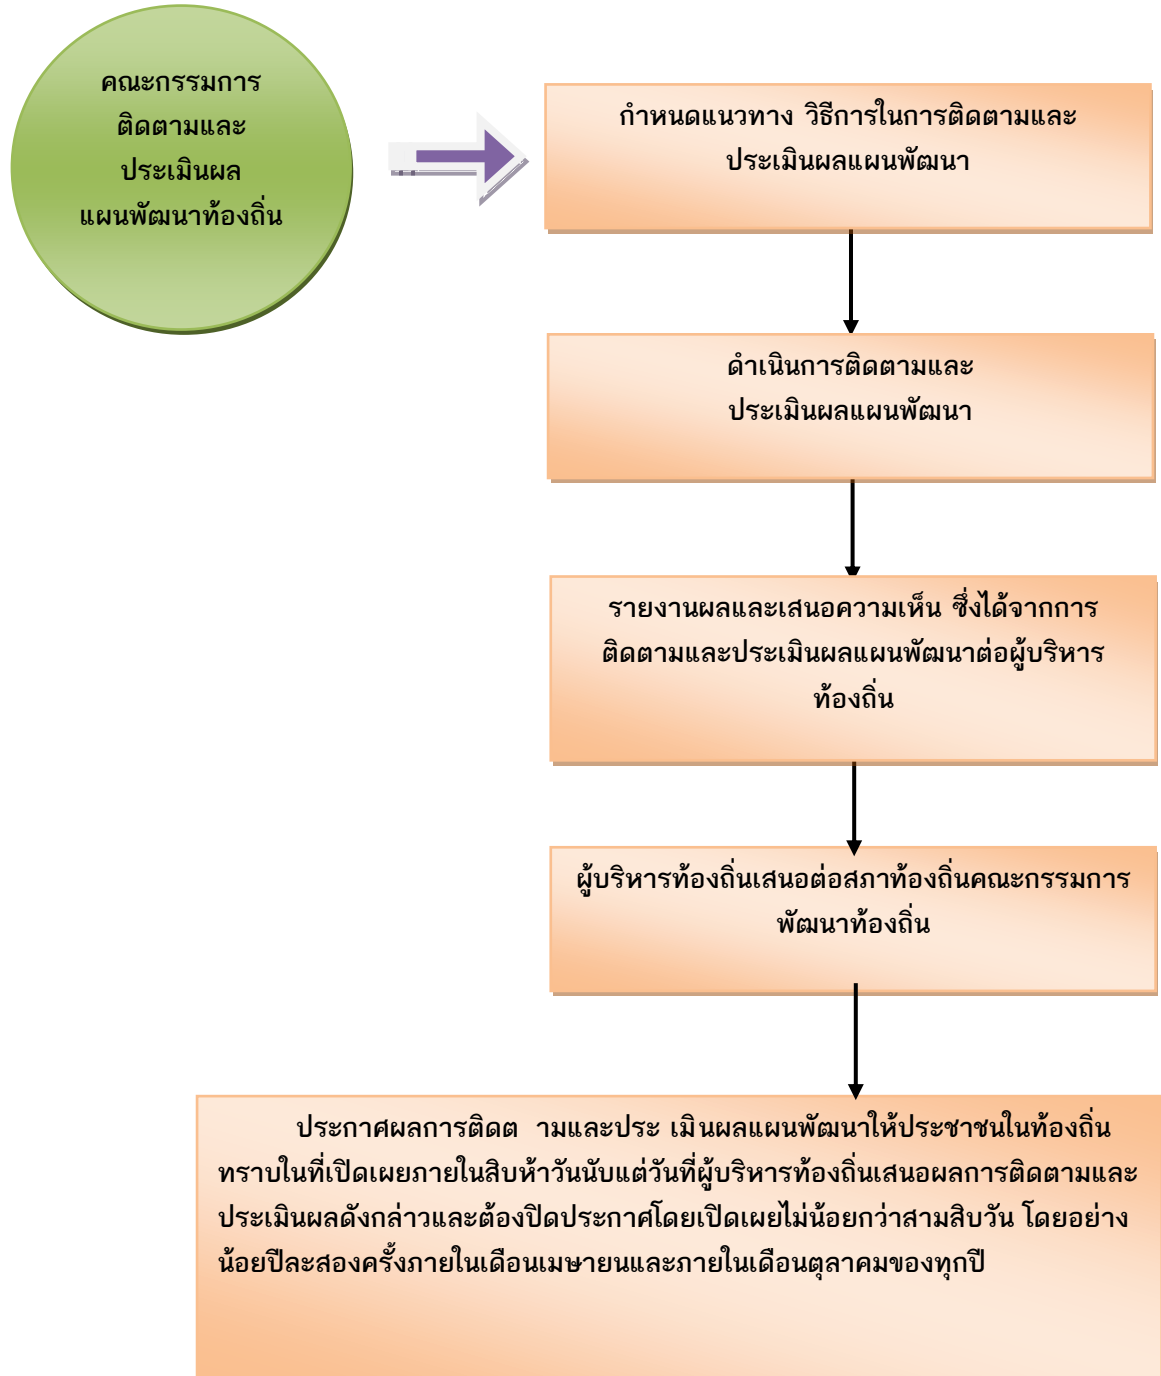 คณะกรรมการ
ติดตามและ
ประเมินผล
แผนพัฒนาท้องถิ่น
กำหนดแนวทาง วิธีการในการติดตามและ
ประเมินผลแผนพัฒนา
ดำเนินการติดตามและ
ประเมินผลแผนพัฒนา
รายงานผลและเสนอความเห็น ซึ่งได้จากการ
ติดตามและประเมินผลแผนพัฒนาต่อผู้บริหาร
ท้องถิ่น
ผู้บริหารท้องถิ่นเสนอต่อสภาท้องถิ่นคณะกรรมการ
พัฒนาท้องถิ่น
ประกาศผลการติดต ามและประ เมินผลแผนพัฒนาให้ประชาชนในท้องถิ่น
ทราบในที่เปิดเผยภายในสิบห้าวันนับแต่วันที่ผู้บริหารท้องถิ่นเสนอผลการติดตามและ
ประเมินผลดังกล่าวและต้องปิดประกาศโดยเปิดเผยไม่น้อยกว่าสามสิบวัน โดยอย่าง
น้อยปีละสองครั้งภายในเดือนเมษายนและภายในเดือนตุลาคมของทุกปี